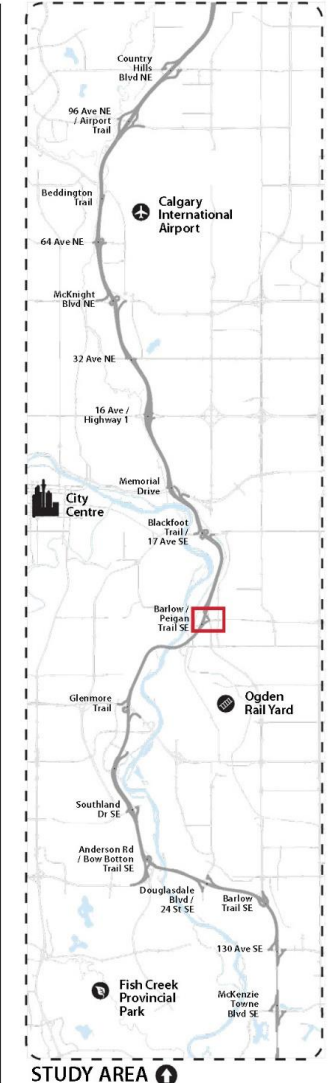 Country
Hills
Blvd NE
96 Ave NE
/ Airport
Trail
Beddington
Trail
Calgary
International
Airport
64 Ave NE
McKnight
Blvd NE
32 Ave NE
16 Ave /
Highway 1
Memorial
Drive
City
Centre
Blackfoot
Trail /
17 Ave SE
Barlow /
Peigan
Trail SE
Glenmore
Trail
Ogden
Rail Yard
Southland
Dr SE
Anderson Rd
/ Bow Botton
Trail SE
Douglasdale
Blvd /
24 St SE
Barlow
Trail SE
130 Ave SE
Fish Creek
Provincial
Park
McKenzie
Towne
Blvd SE
STUDY AREA